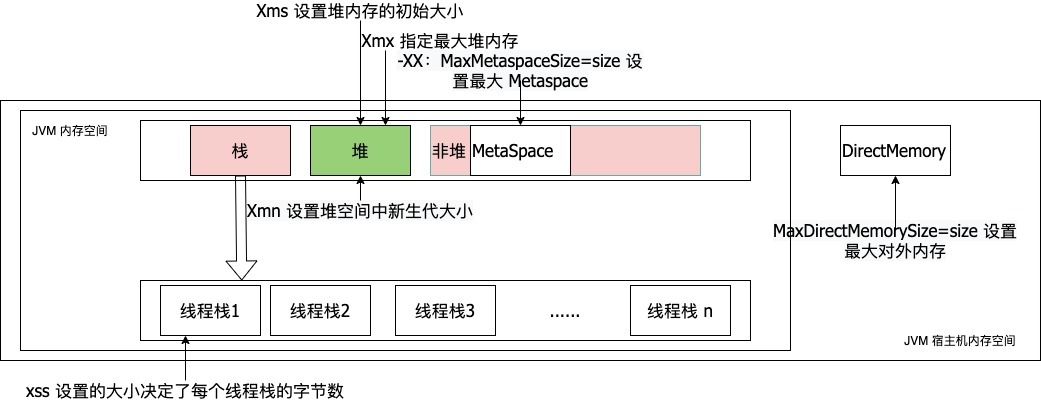 Xms 设置堆内存的初始大小
Xmx 指定最大堆内存
-XX：MaxMetaspaceSize=size 设
置最大 Metaspace
JVM 内存空间
栈
堆
非堆
MetaSpace
DirectMemory
Xmn 设置堆空间中新生代大小
MaxDirectMemorySize=size 设置
最大对外内存
线程栈1
线程栈2
线程栈3
......
线程栈 n
JVM 宿主机内存空间
xss 设置的大小决定了每个线程栈的字节数